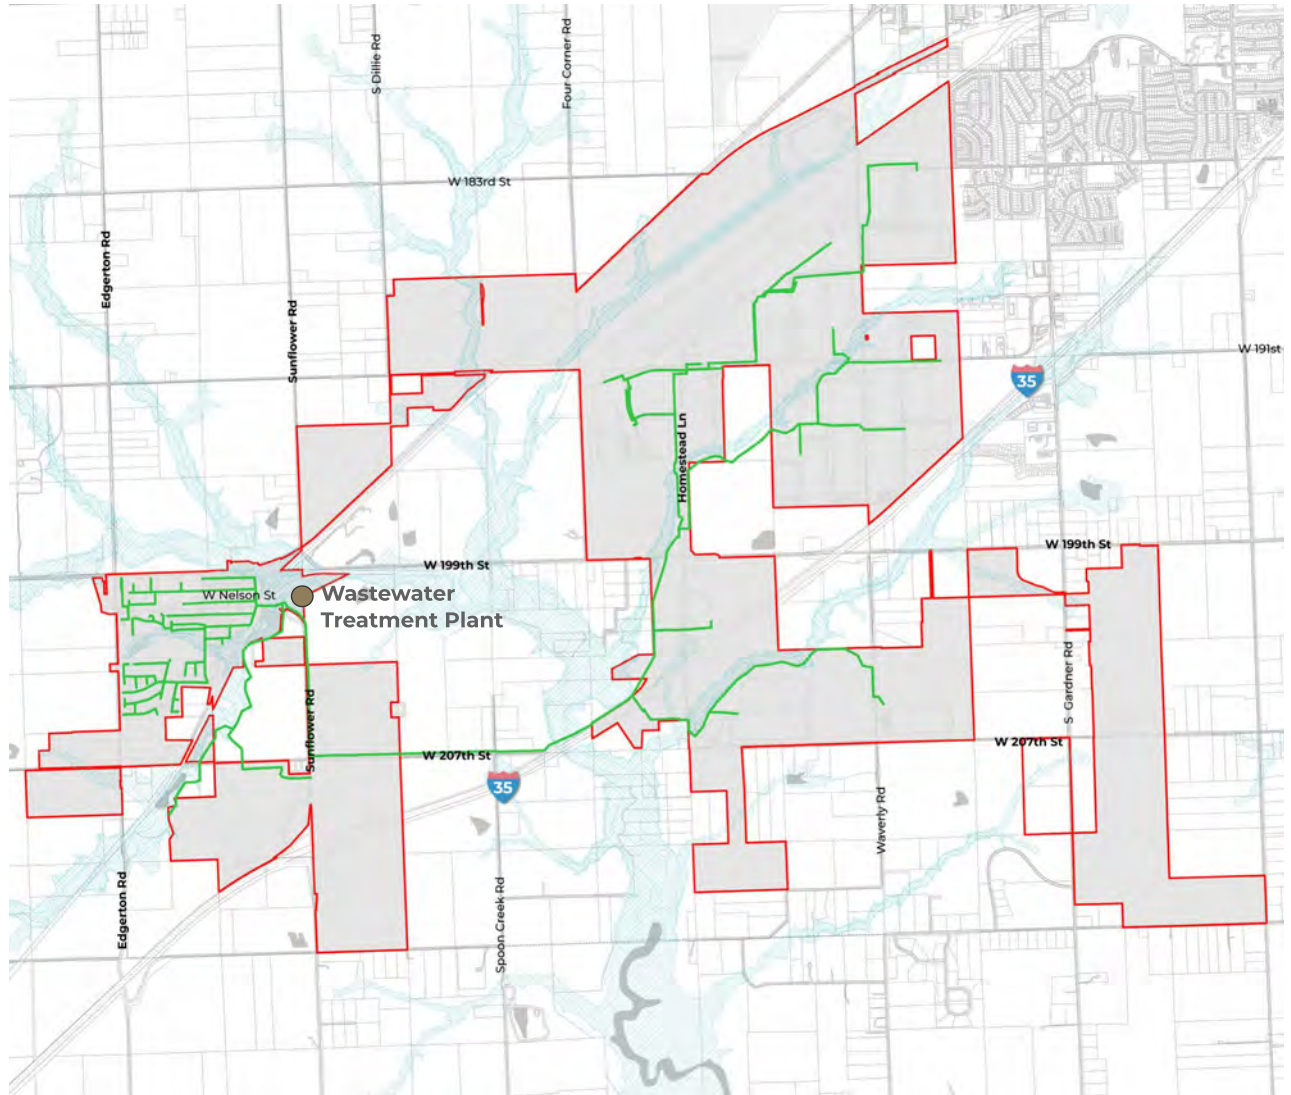 S Dillie Rd
Four Corner Rd
W 183rd St
Edgerton Rd
Sunflower Rd
W 191st
35
Homestead Ln
W 199th St
W 199th St
W Nelson St
Wastewater
Treatment Plant
S Gardner Rd
Sunflower Rd
W 207th St
W 207th St
35
Waverly Rd
Edgerton Rd
Spoon Creek Rd